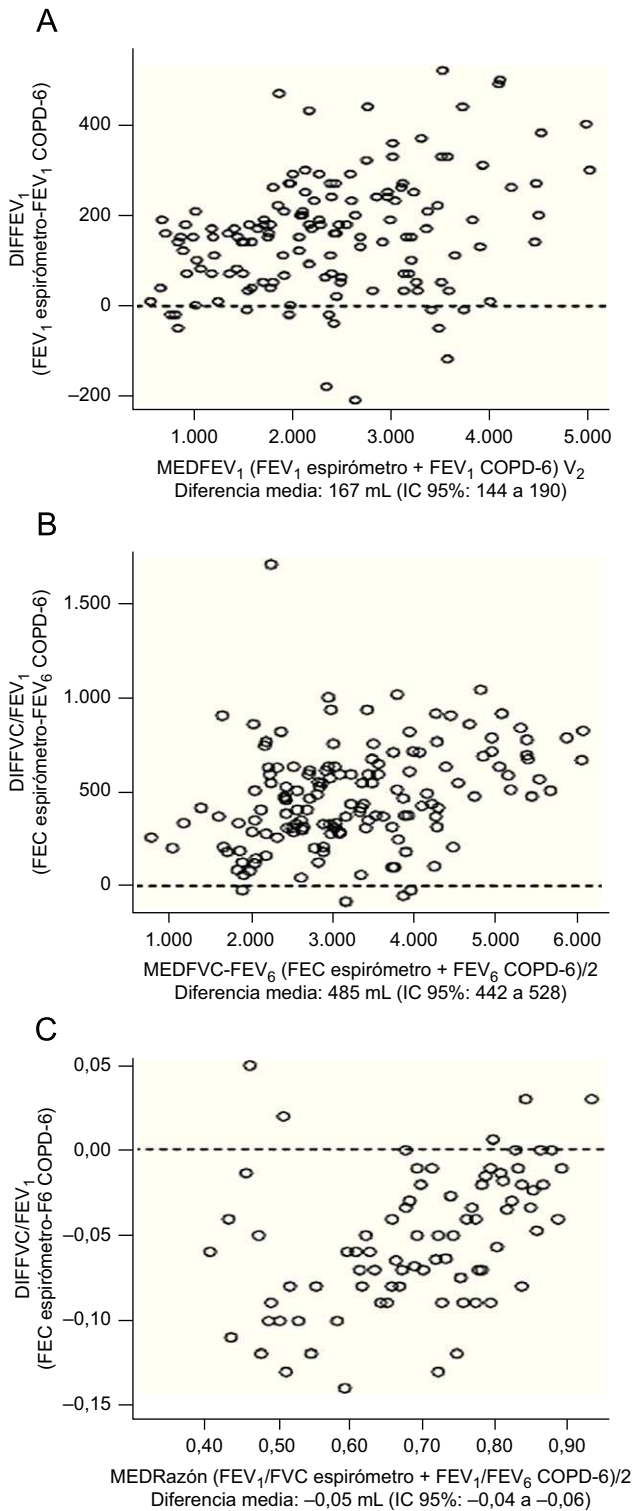 A
DIFFEV1
(FEV1 espirómetro-FEV1 COPD-6)
400
200
0
–200
1.000 2.000 3.000 4.000 5.000
MEDFEV1 (FEV1 espirómetro + FEV1 COPD-6) V2
Diferencia media: 167 mL (IC 95%: 144 a 190)
B
DIFFVC/FEV1
(FEC espirómetro-FEV6 COPD-6)
1.500
1.000
500
0
1.000 2.000 3.000 4.000 5.000 6.000
MEDFVC-FEV6 (FEC espirómetro + FEV6 COPD-6)/2
Diferencia media: 485 mL (IC 95%: 442 a 528)
C
DIFFVC/FEV1
(FEC espirómetro-F6 COPD-6)
0,05
0,00
–0,05
–0,10
–0,15
0,40 0,50 0,60 0,70 0,80 0,90
MEDRazón (FEV1/FVC espirómetro + FEV1/FEV6 COPD-6)/2
Diferencia media: –0,05 mL (IC 95%: –0,04 a –0,06)